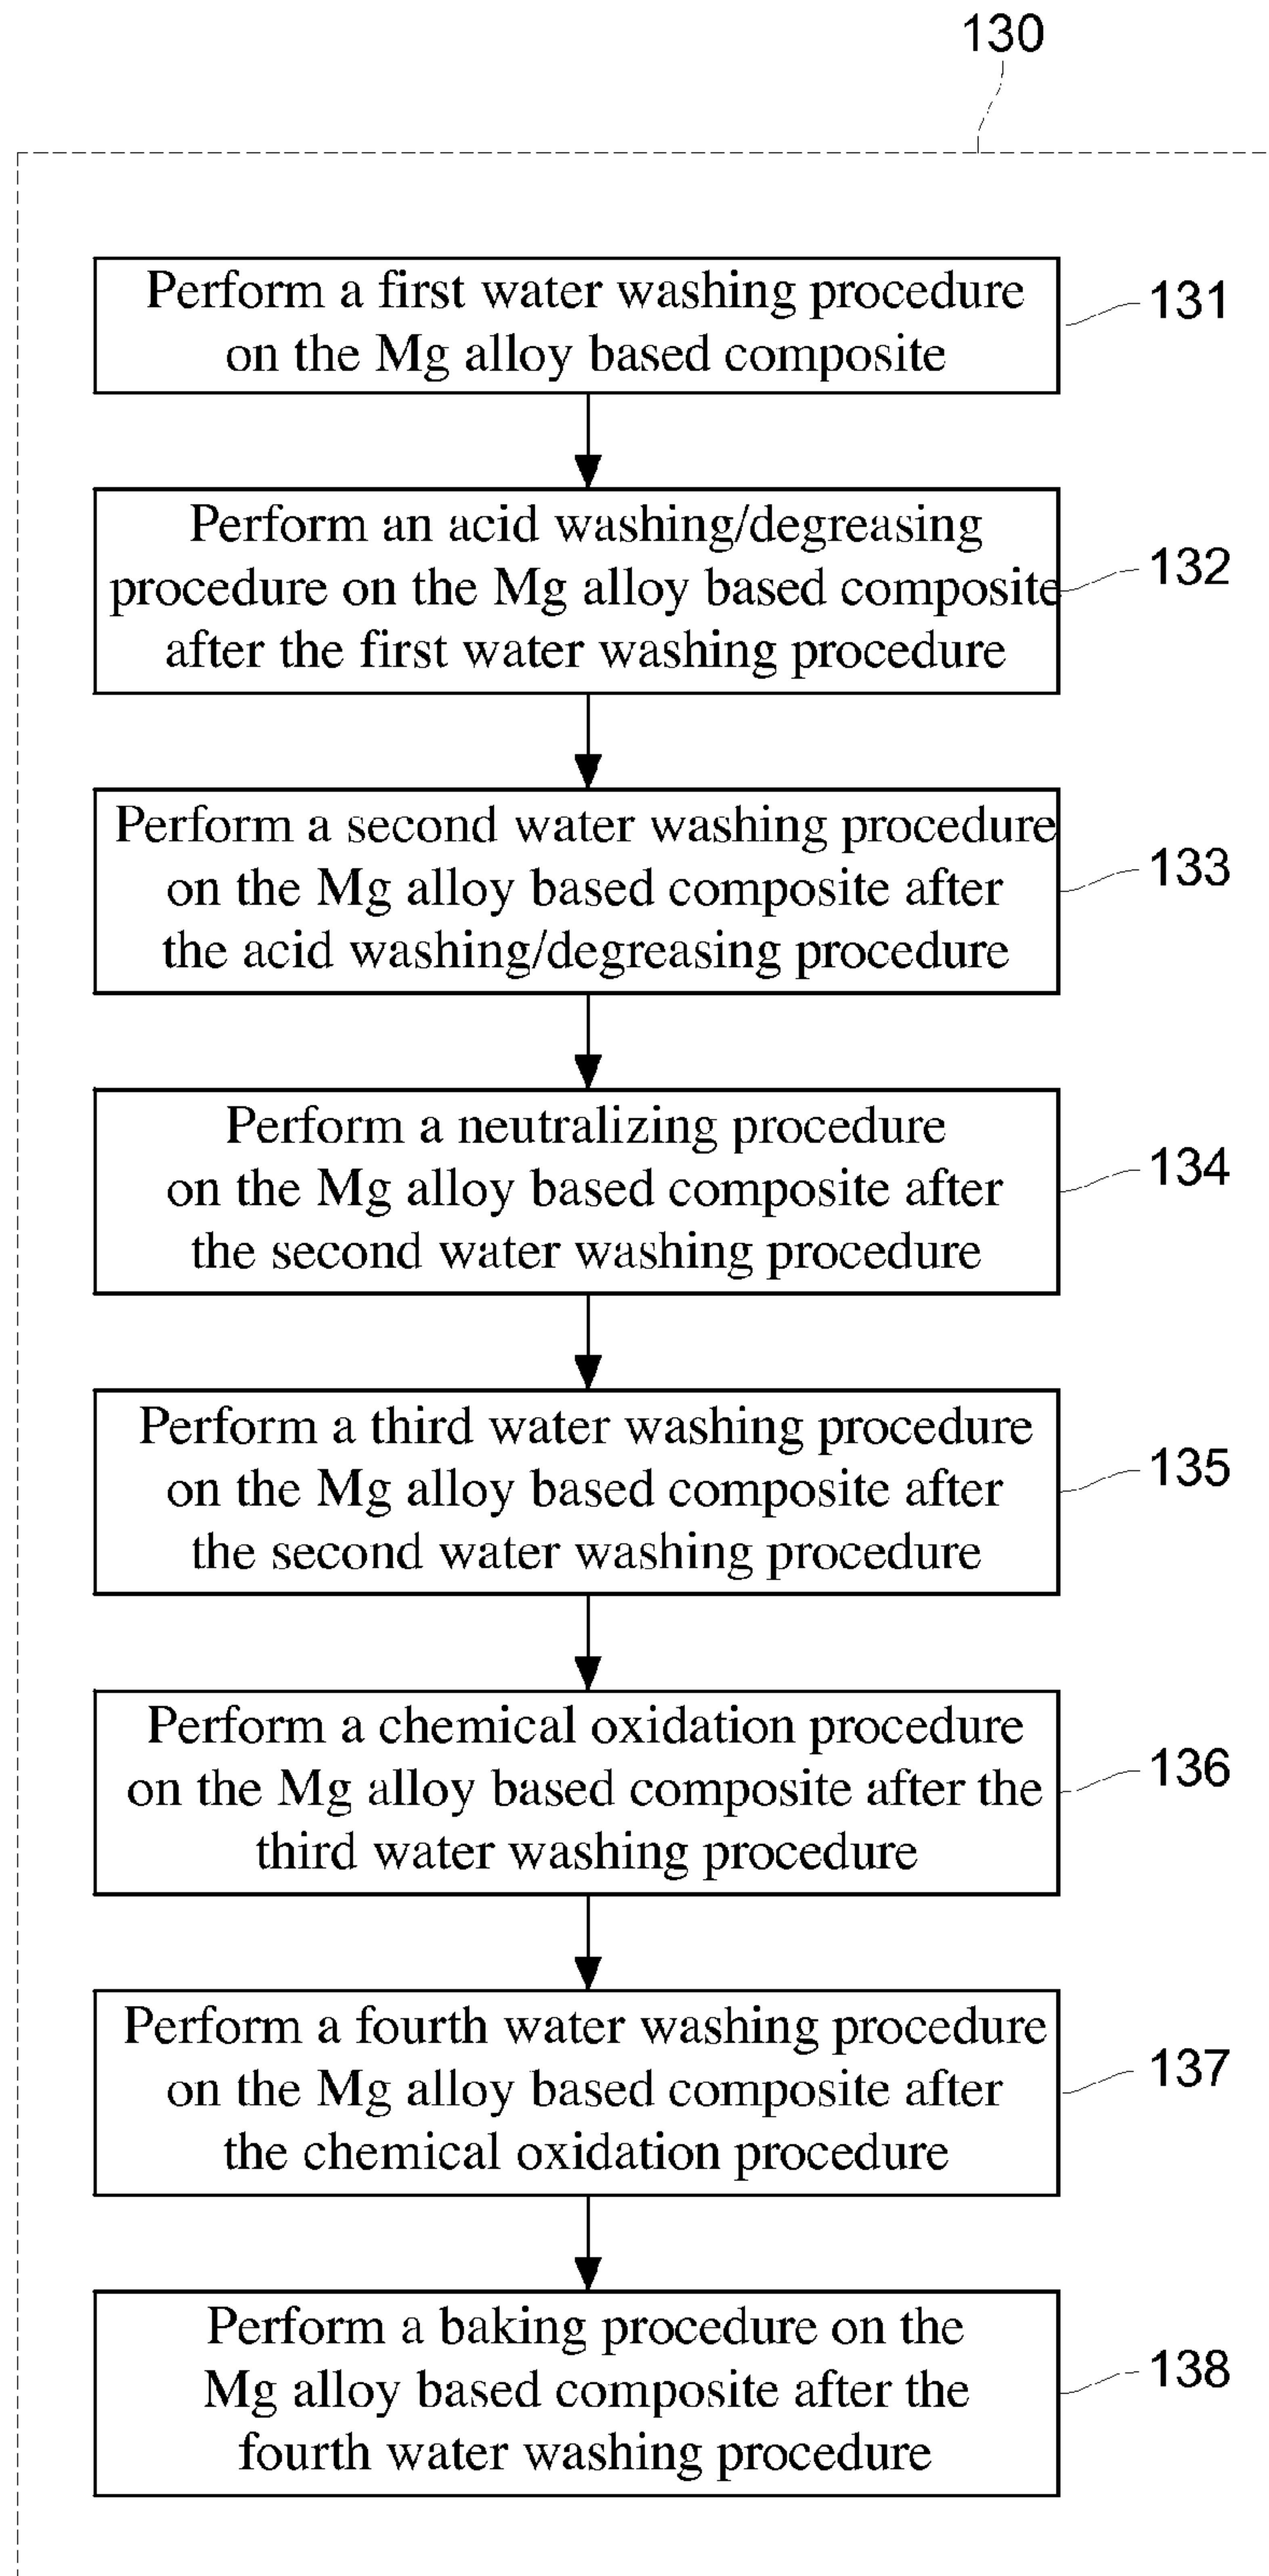 130
Perform a first water washing procedure
on the Mg alloy based composite
131
Perform an acid washing/degreasing
procedure on the Mg alloy based composite
after the first water washing procedure
132
Perform a second water washing procedure
on the Mg alloy based composite after
the acid washing/degreasing procedure
133
Perform a neutralizing procedure
on the Mg alloy based composite after
the second water washing procedure
134
Perform a third water washing procedure
on the Mg alloy based composite after
the second water washing procedure
135
Perform a chemical oxidation procedure
on the Mg alloy based composite after the
third water washing procedure
136
Perform a fourth water washing procedure
on the Mg alloy based composite after
the chemical oxidation procedure
137
Perform a baking procedure on the
Mg alloy based composite after the
fourth water washing procedure
138